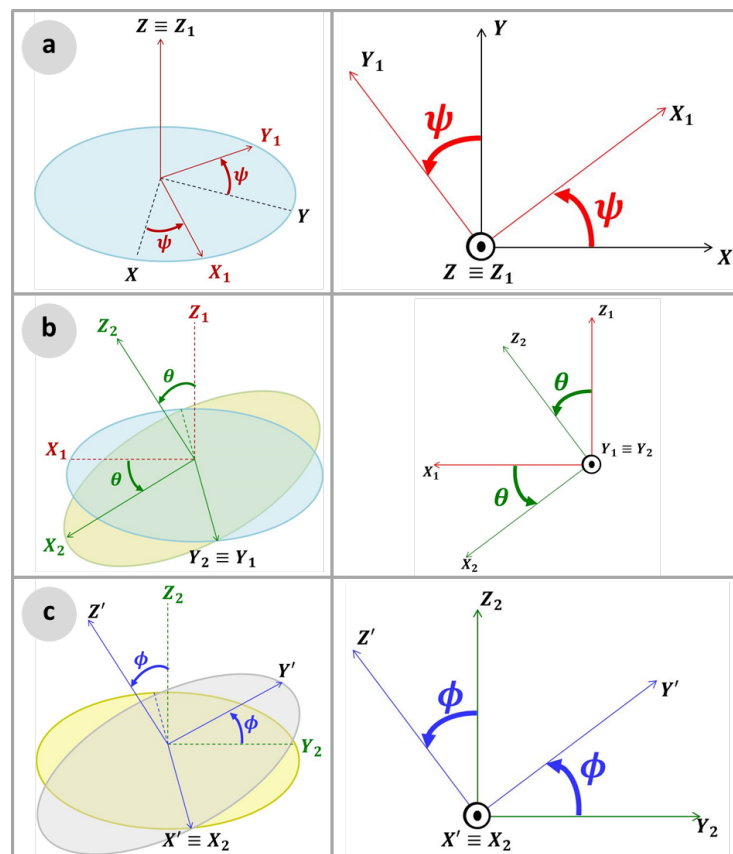 a
Z ≡ Z₁
Y₁
ψ
Y
ψ
X
X₁
Y
Y₁
X₁
ψ
ψ
X
Z ≡ Z₁
b
Z₂
Z₁
θ
X₁
θ
X₂
Y₂ ≡ Y₁
Z₁
Z₂
θ
Y₁ ≡ Y₂
X₁
θ
X₂
c
Z₂
Z'
ϕ
Y'
ϕ
Y₂
X' ≡ X₂
Z₂
Z'
Y'
ϕ
ϕ
Y₂
X' ≡ X₂